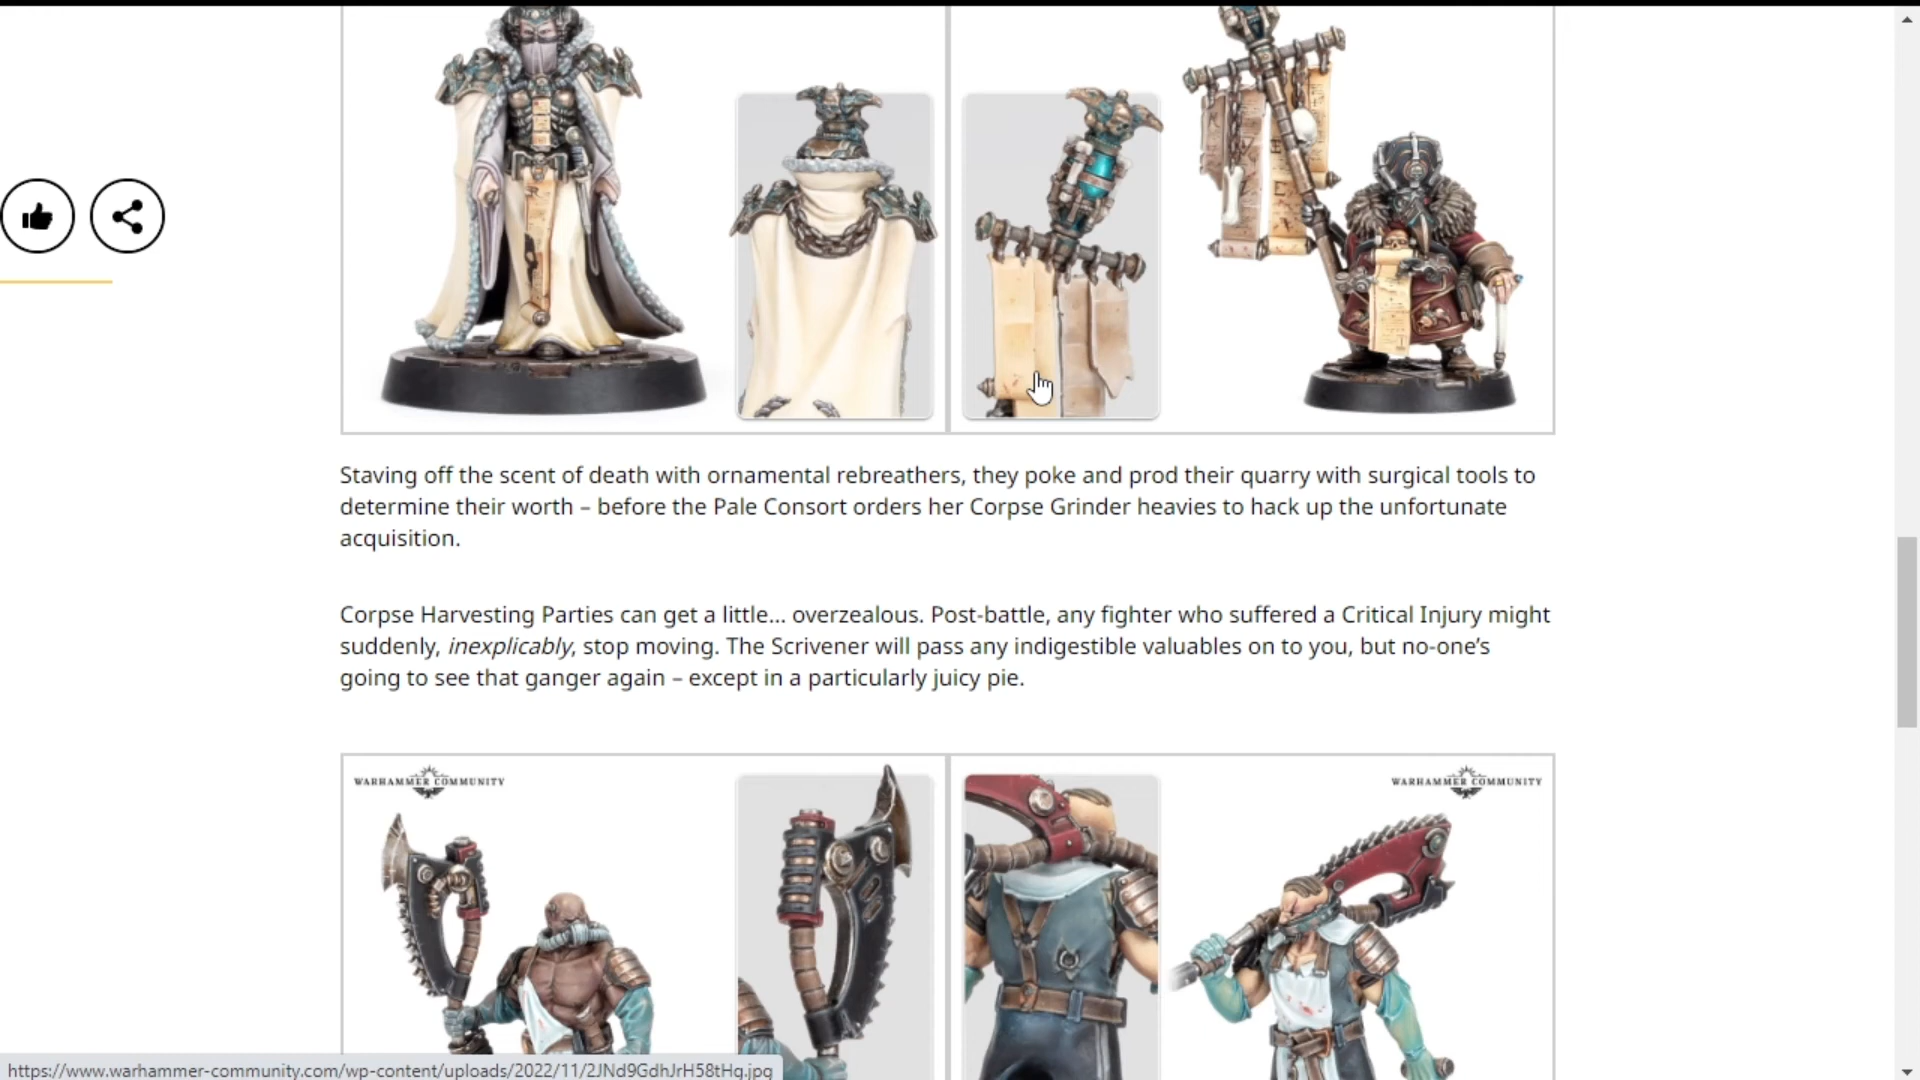 Staving off the scent of death with ornamental rebreathers, they poke and prod their quarry with surgical tools to
determine their worth – before the Pale Consort orders her Corpse Grinder heavies to hack up the unfortunate
acquisition.
Corpse Harvesting Parties can get a little... overzealous. Post-battle, any fighter who suffered a Critical Injury might
suddenly, inexplicably, stop moving. The Scrivener will pass any indigestible valuables on to you, but no-one’s
going to see that ganger again – except in a particularly juicy pie.
WARHAMMER COMMUNITY
WARHAMMER COMMUNITY
https://www.warhammer-community.com/wp-content/uploads/2022/11/2JNd9GdhJrH58tHq.jpg